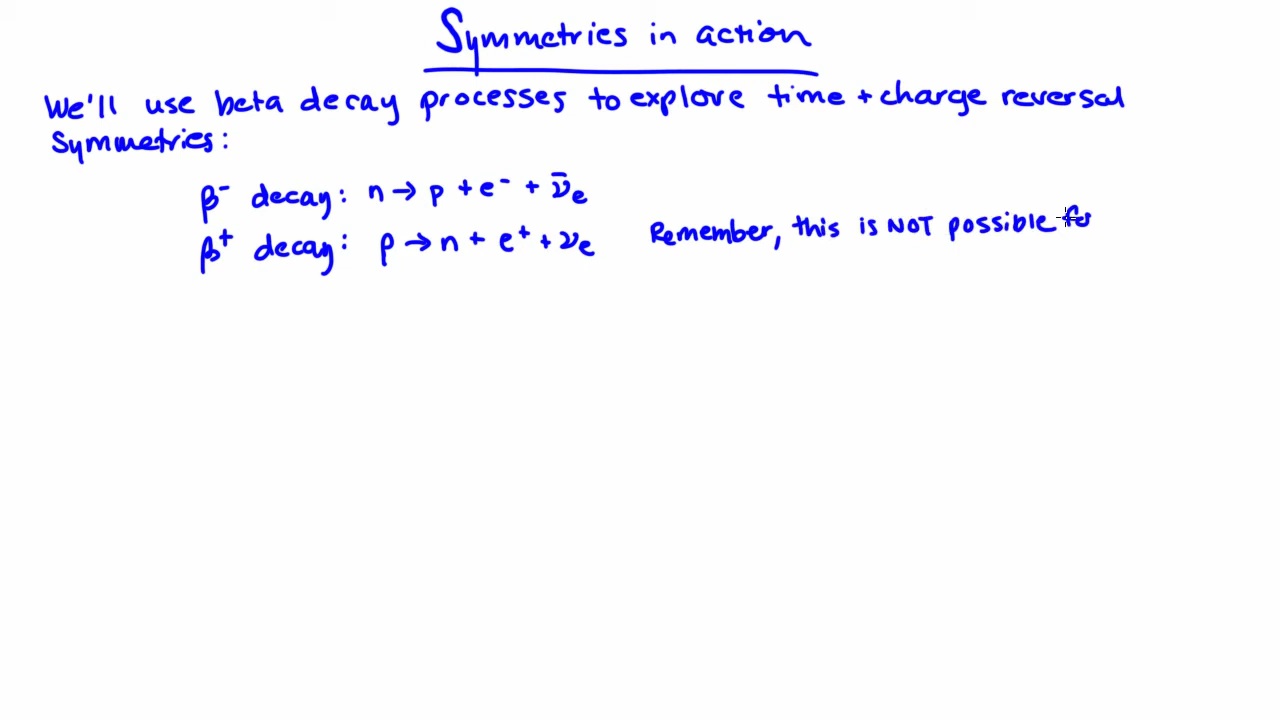 Symmetries in action
We'll use beta decay processes to explore time + charge reversal
Symmetries:
β⁻ decay: n → p + e⁻ + ν̄e
β⁺ decay: p → n + e⁺ + νe
Remember, this is NOT possible for